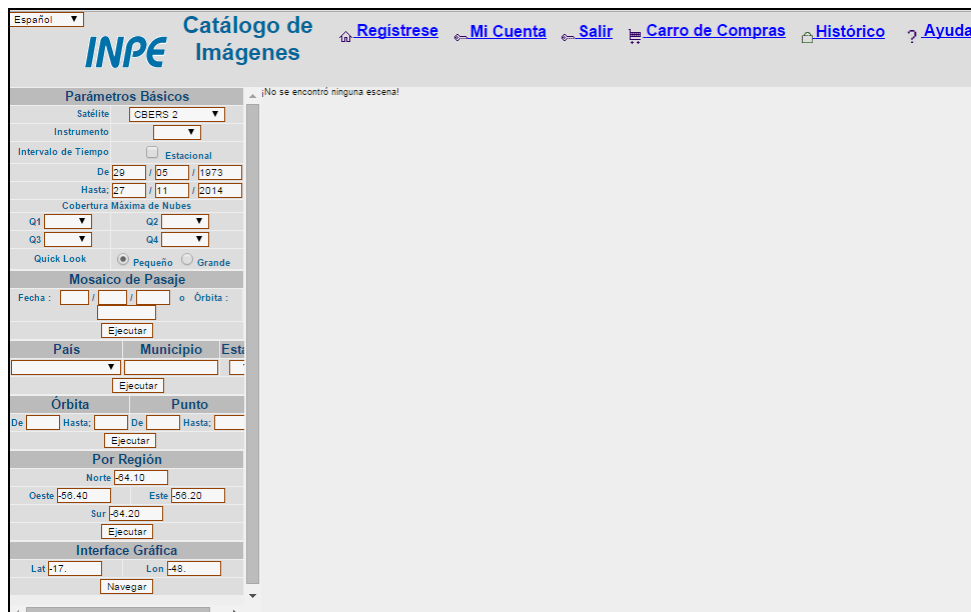 Español
INPE
Catálogo de Imágenes
Regístrese Mi Cuenta Salir Carro de Compras Histórico ? Ayuda
Parámetros Básicos
Satélite CBERS 2
Instrumento
Intervalo de Tiempo Estacional
De 29 / 05 / 1973
Hasta; 27 / 11 / 2014
Cobertura Máxima de Nubes
Q1 Q2
Q3 Q4
Quick Look Pequeño Grande
Mosaico de Pasaje
Fecha : / / o Órbita :
Ejecutar
País Municipio Esta
Ejecutar
Órbita Punto
De Hasta; De Hasta;
Ejecutar
Por Región
Norte -64.10
Oeste -56.40 Este -56.20
Sur -64.20
Ejecutar
Interface Gráfica
Lat -17. Lon -48.
Navegar
¡No se encontró ninguna escena!